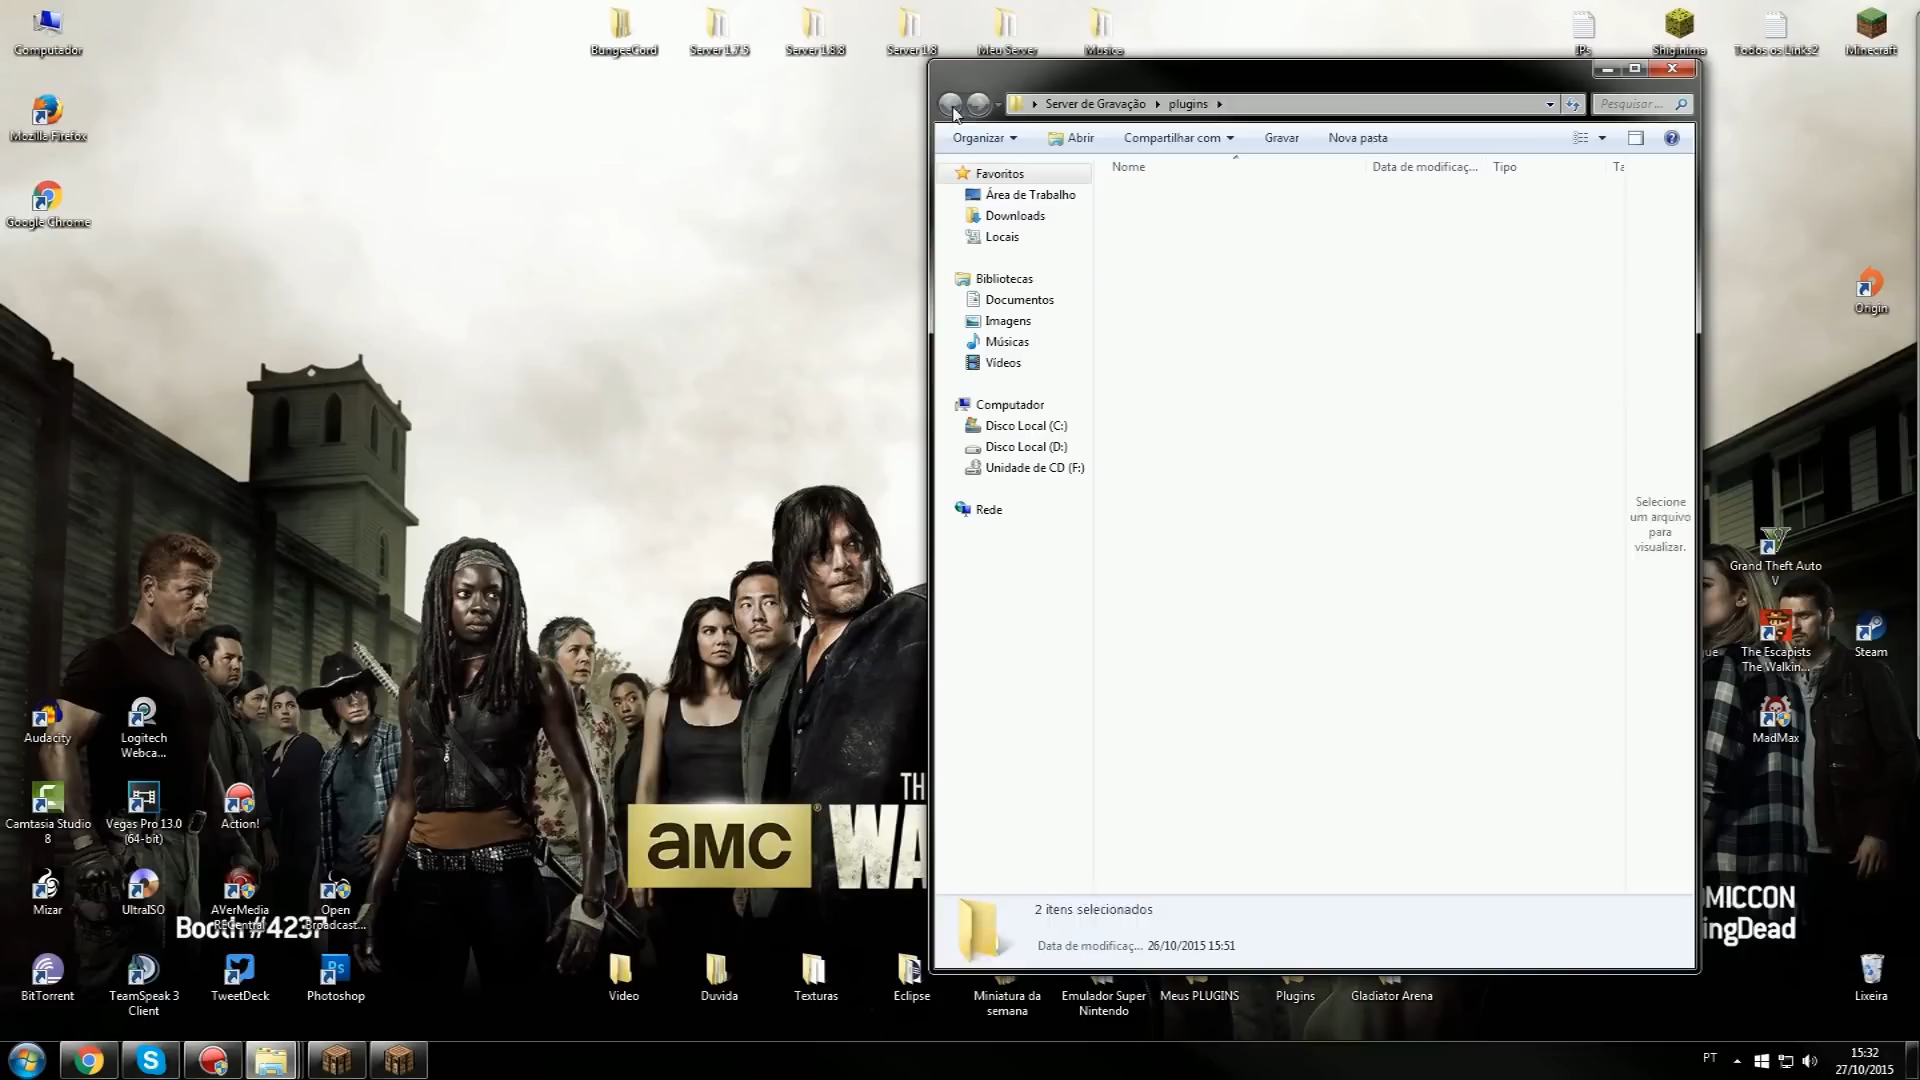 Computador
BungeeCord
Server 1.7.5
Server 1.8.8
Server 1.8
Meu Server
Musica
IPs
Shiginima
Todos os Links2
Minecraft
Mozilla Firefox
Google Chrome
Server de Gravação
plugins
Pesquisar ...
Organizar
Abrir
Compartilhar com
Gravar
Nova pasta
Nome
Data de modificaç...
Tipo
Ta
Favoritos
Área de Trabalho
Downloads
Locais
Bibliotecas
Documentos
Imagens
Músicas
Vídeos
Computador
Disco Local (C:)
Disco Local (D:)
Unidade de CD (F:)
Rede
Selecione
um arquivo
para
visualizar.
2 itens selecionados
Data de modificaç... 26/10/2015 15:51
Origin
Grand Theft Auto
V
The Escapists
The Walkin...
Steam
MadMax
Lixeira
Audacity
Logitech
Webca...
Camtasia Studio
8
Vegas Pro 13.0
(64-bit)
Action!
Mizar
UltraISO
AVerMedia
RECentral
Open
Broadcast...
Booth #4237
BitTorrent
TeamSpeak 3
Client
TweetDeck
Photoshop
TH
aMC
®
WA
MICCON
ingDead
Video
Duvida
Texturas
Eclipse
Miniatura da
semana
Emulador Super
Nintendo
Meus PLUGINS
Plugins
Gladiator Arena
PT
15:32
27/10/2015